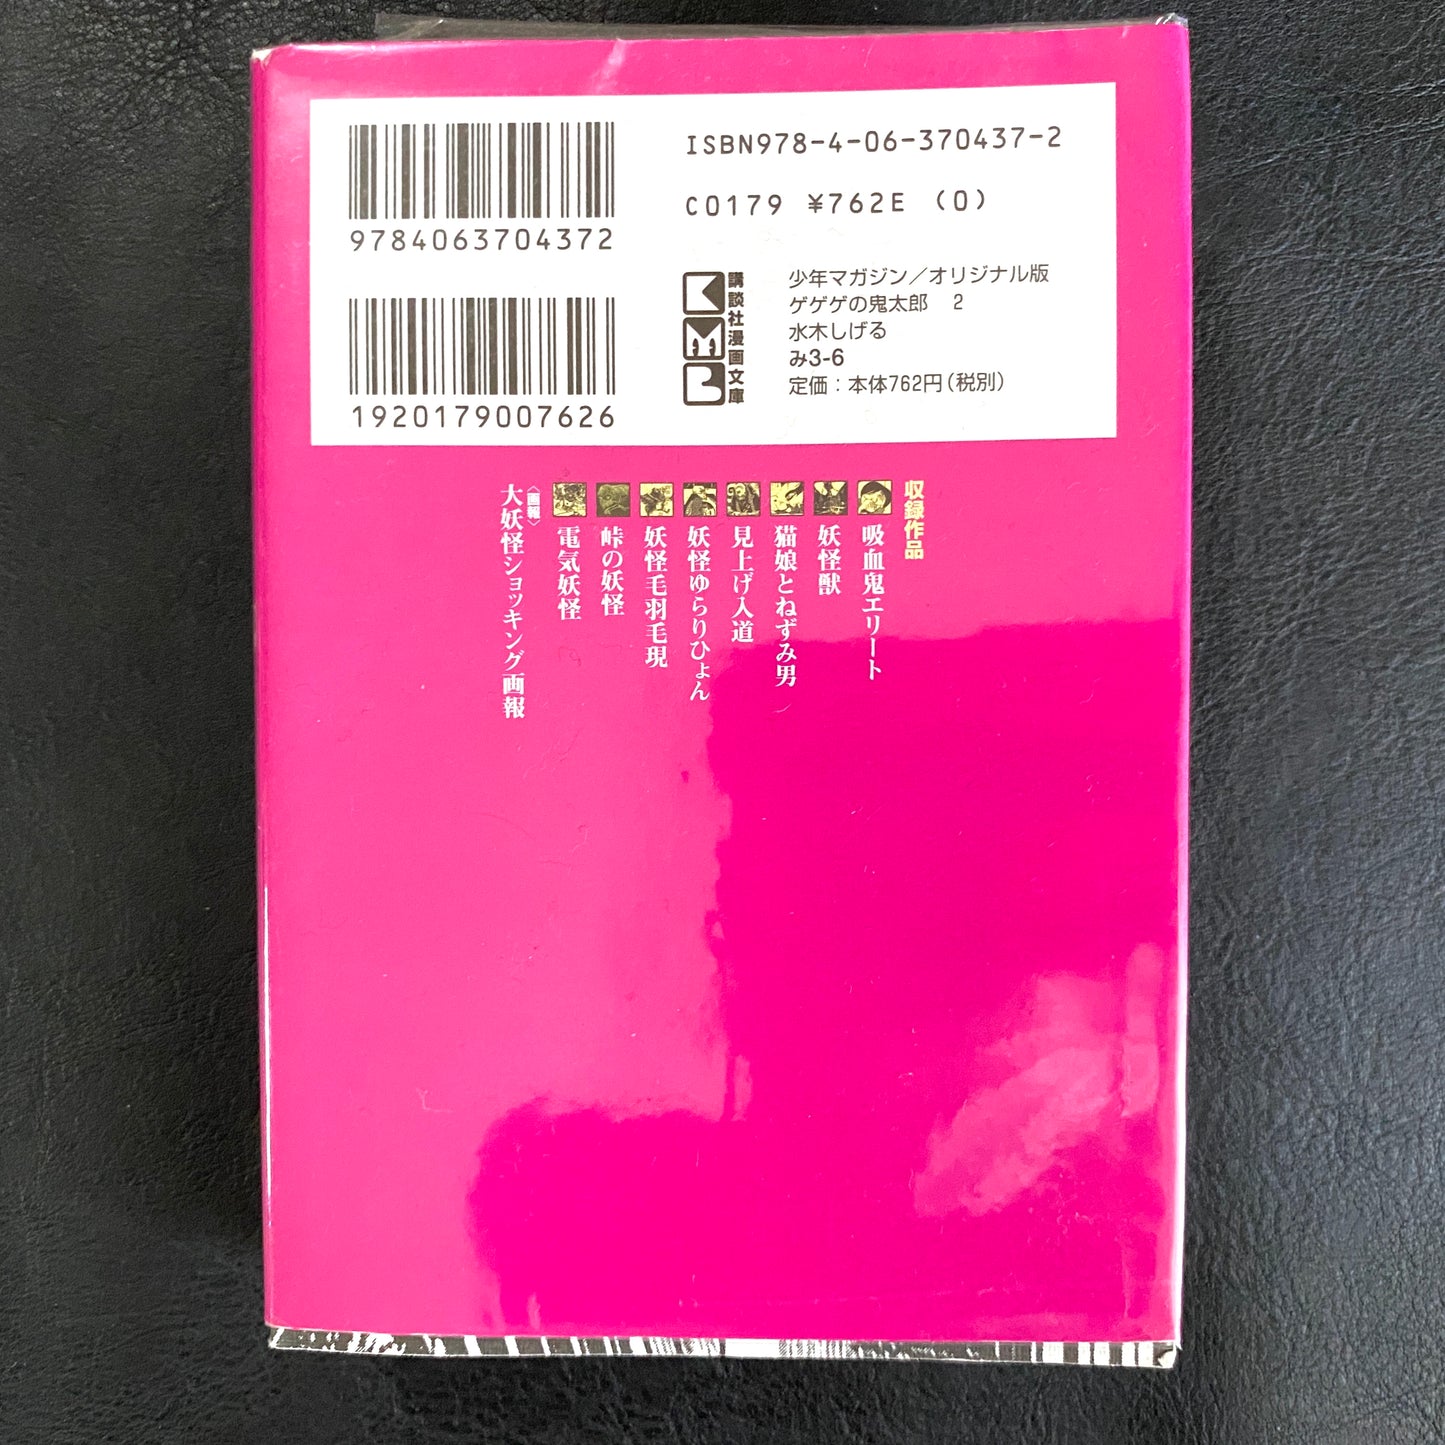 9784063704372
1920179007626
ISBN978-4-06-370437-2
C0179 ¥762E (0)
KMB
講談社漫画文庫
少年マガジン／オリジナル版
ゲゲゲの鬼太郎 2
水木しげる
み3-6
定価：本体762円(税別)
収録作品
吸血鬼エリート
妖怪獣
猫娘とねずみ男
見上げ入道
妖怪ゆらりひょん
妖怪毛羽毛現
峠の妖怪
電気妖怪
〈画報〉
大妖怪ショッキング画報